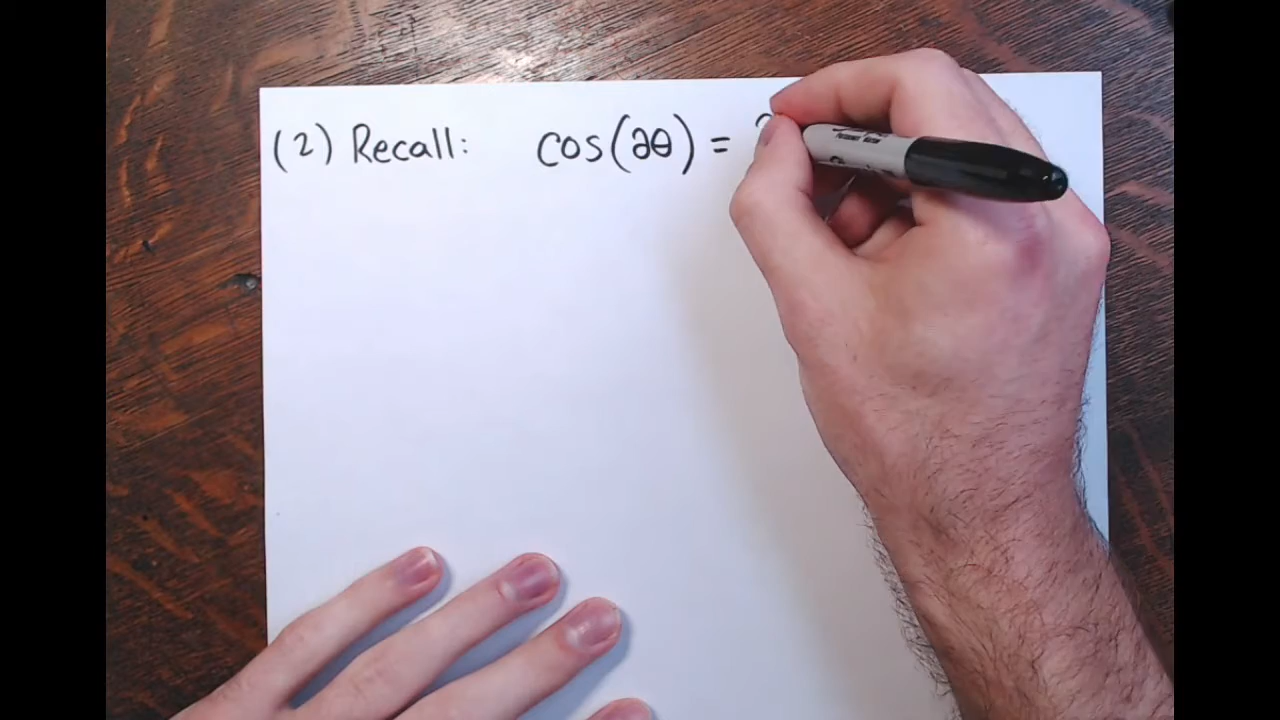 (2) Recall: cos(2θ) =